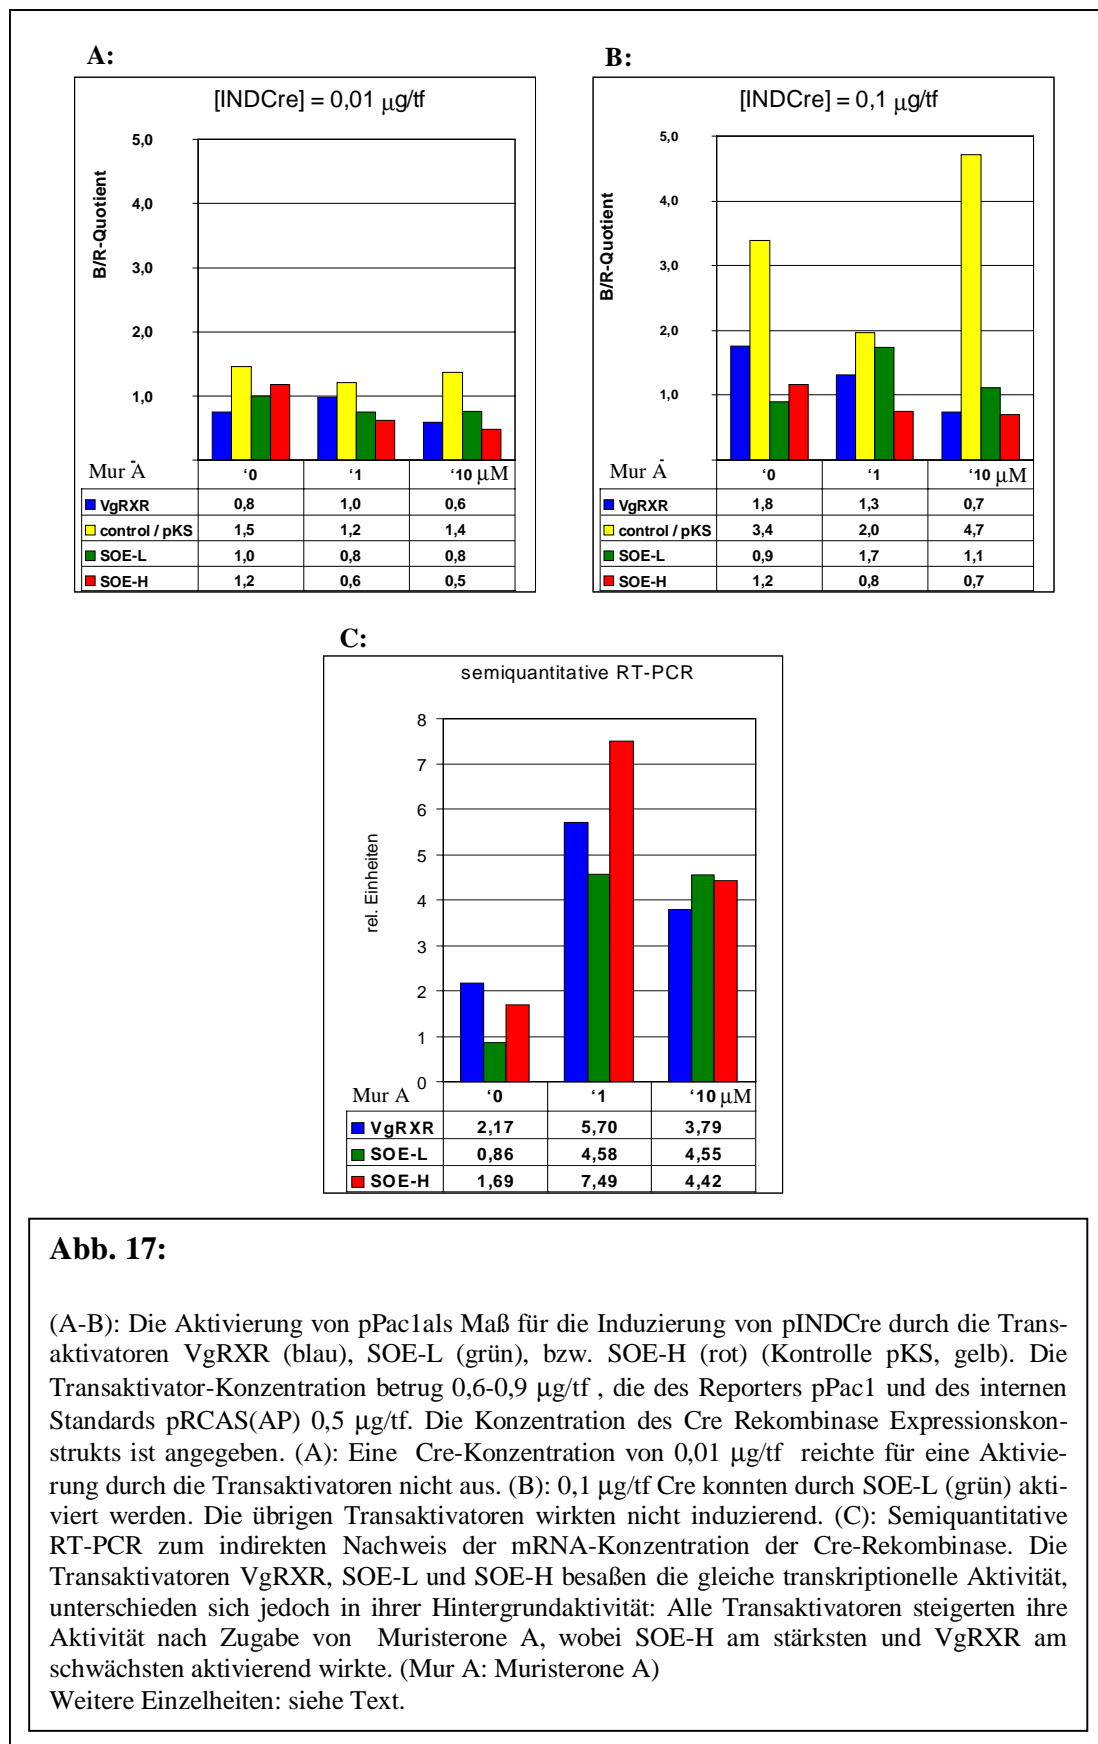 A:
[INDCre] = 0,01 µg/tf
5,0
4,0
3,0
2,0
1,0
-
B/R-Quotient
Mur A
‘0
‘1
‘10 µM
VgRXR 0,8 1,0 0,6
control / pKS 1,5 1,2 1,4
SOE-L 1,0 0,8 0,8
SOE-H 1,2 0,6 0,5
B:
[INDCre] = 0,1 µg/tf
5,0
4,0
3,0
2,0
1,0
-
B/R-Quotient
Mur A
‘0
‘1
‘10 µM
VgRXR 1,8 1,3 0,7
control / pKS 3,4 2,0 4,7
SOE-L 0,9 1,7 1,1
SOE-H 1,2 0,8 0,7
C:
semiquantitative RT-PCR
8
7
6
5
4
3
2
1
0
rel. Einheiten
Mur A
‘0
‘1
‘10 µM
VgRXR 2,17 5,70 3,79
SOE-L 0,86 4,58 4,55
SOE-H 1,69 7,49 4,42
Abb. 17:
(A-B): Die Aktivierung von pPac1als Maß für die Induzierung von pINDCre durch die Trans-
aktivatoren VgRXR (blau), SOE-L (grün), bzw. SOE-H (rot) (Kontrolle pKS, gelb). Die
Transaktivator-Konzentration betrug 0,6-0,9 µg/tf , die des Reporters pPac1 und des internen
Standards pRCAS(AP) 0,5 µg/tf. Die Konzentration des Cre Rekombinase Expressionskon-
strukts ist angegeben. (A): Eine Cre-Konzentration von 0,01 µg/tf reichte für eine Aktivie-
rung durch die Transaktivatoren nicht aus. (B): 0,1 µg/tf Cre konnten durch SOE-L (grün) akti-
viert werden. Die übrigen Transaktivatoren wirkten nicht induzierend. (C): Semiquantitative
RT-PCR zum indirekten Nachweis der mRNA-Konzentration der Cre-Rekombinase. Die
Transaktivatoren VgRXR, SOE-L und SOE-H besaßen die gleiche transkriptionelle Aktivität,
unterschieden sich jedoch in ihrer Hintergrundaktivität: Alle Transaktivatoren steigerten ihre
Aktivität nach Zugabe von Muristerone A, wobei SOE-H am stärksten und VgRXR am
schwächsten aktivierend wirkte. (Mur A: Muristerone A)
Weitere Einzelheiten: siehe Text.